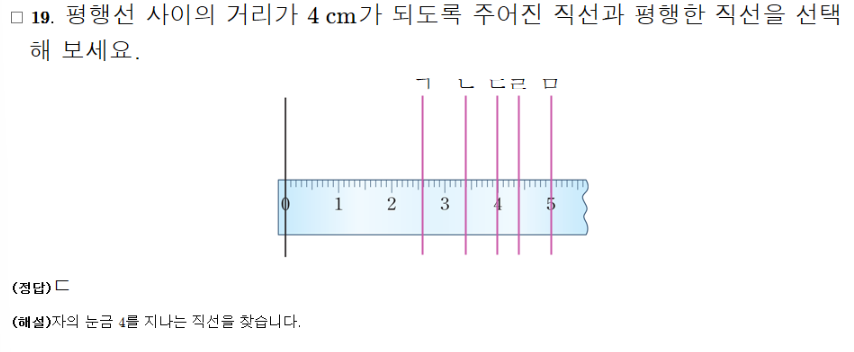 □ 19. 평행선 사이의 거리가 4 cm가 되도록 주어진 직선과 평행한 직선을 선택
해 보세요.
0 1 2 3 4 5
(정답) ㄷ
(해설)자의 눈금 4를 지나는 직선을 찾습니다.